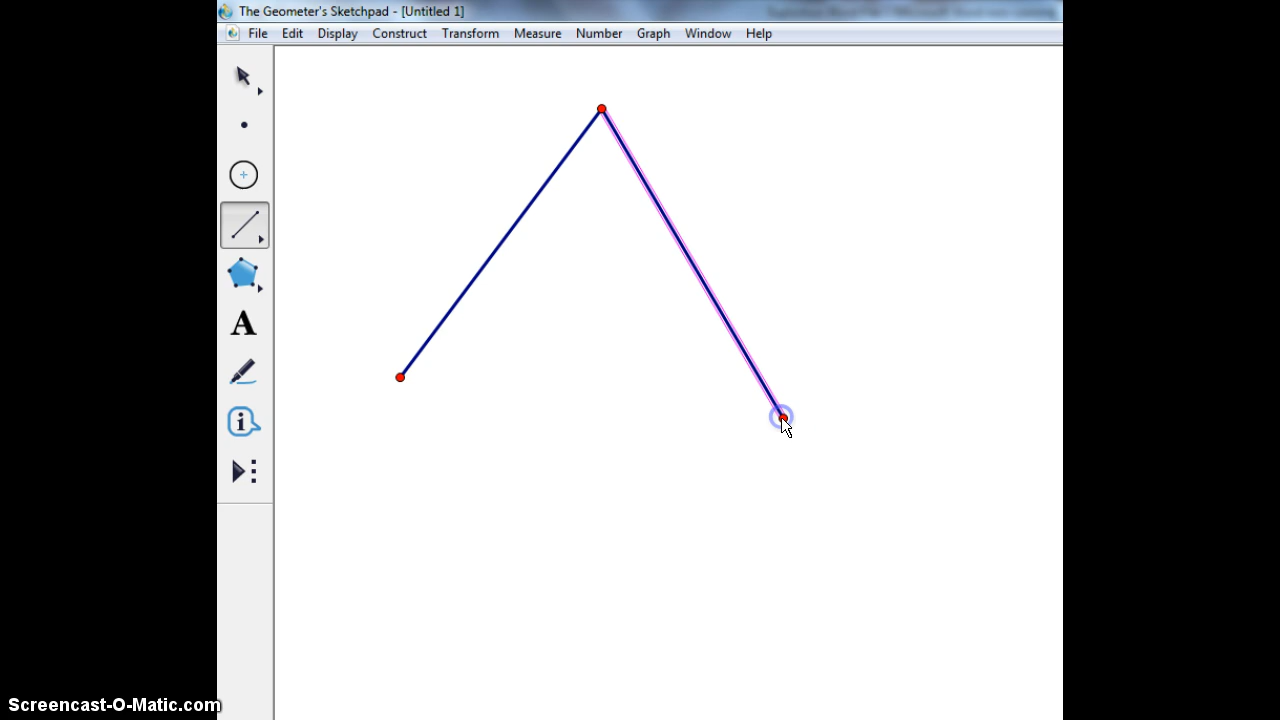 The Geometer's Sketchpad - [Untitled 1]
File Edit Display Construct Transform Measure Number Graph Window Help
A
i
Screencast-O-Matic.com